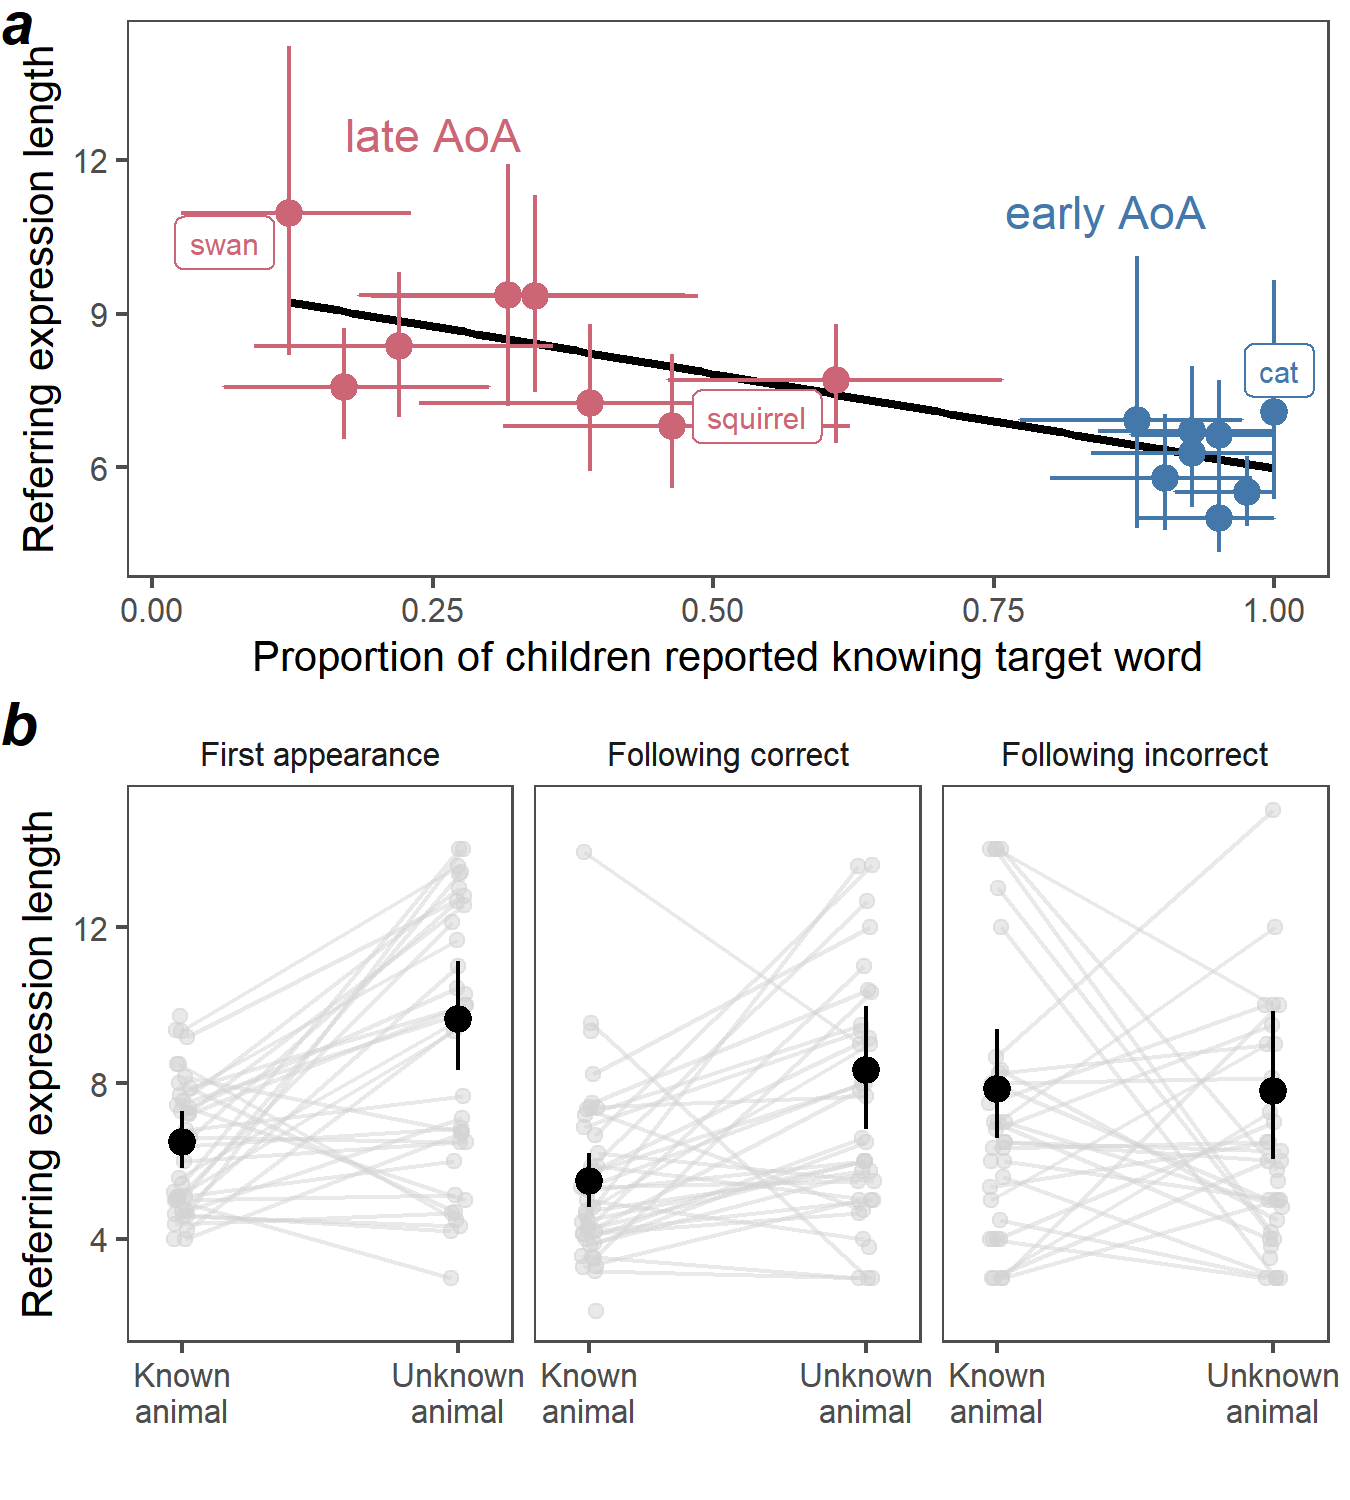 a
Referring expression length
12
9
6
late AoA
early AoA
swan
squirrel
cat
0.00
0.25
0.50
0.75
1.00
Proportion of children reported knowing target word
b
First appearance
Following correct
Following incorrect
Referring expression length
12
8
4
Known
animal
Unknown
animal
Known
animal
Unknown
animal
Known
animal
Unknown
animal